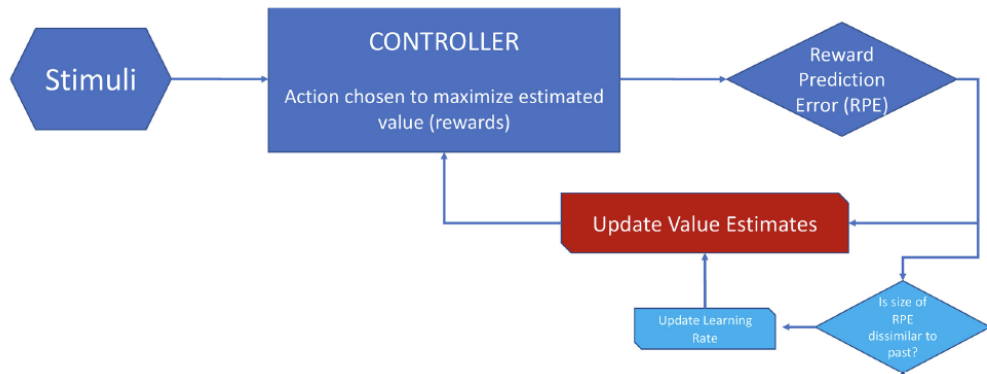 Stimuli
CONTROLLER
Action chosen to maximize estimated
value (rewards)
Reward
Prediction
Error (RPE)
Update Value Estimates
Update Learning
Rate
Is size of
RPE
dissimilar to
past?